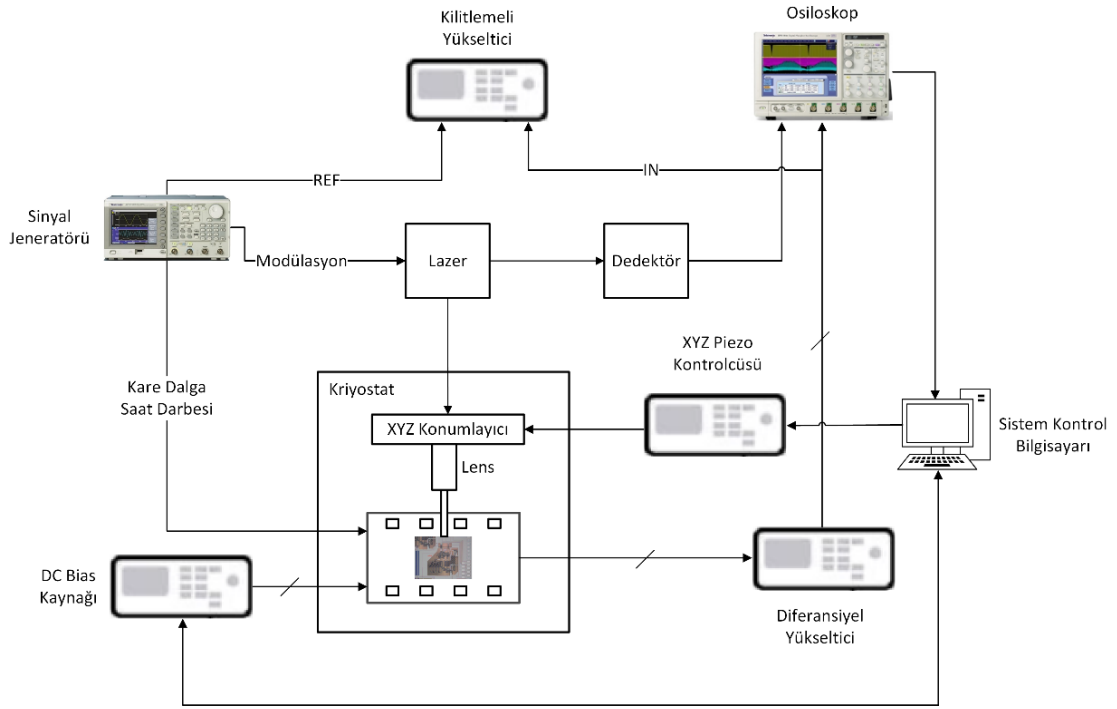 Osiloskop
Kilitlemeli
Yükseltici
REF
IN
Sinyal
Jeneratörü
Modülasyon
Lazer
Dedektör
XYZ Piezo
Kontrolcüsü
Kare Dalga
Saat Darbesi
Kriyostat
XYZ Konumlayıcı
Lens
Sistem Kontrol
Bilgisayarı
DC Bias
Kaynağı
Diferansiyel
Yükseltici